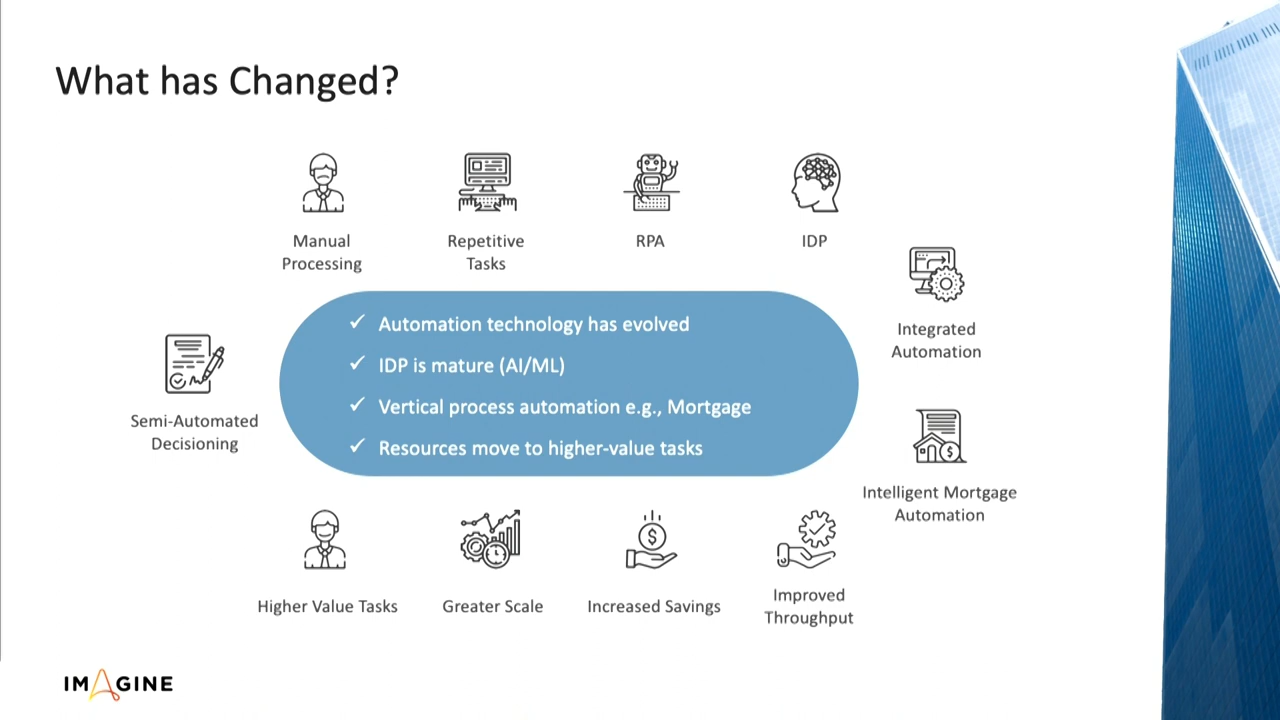 What has Changed?
Manual
Processing
Repetitive
Tasks
RPA
IDP
Integrated
Automation
✓ Automation technology has evolved
✓ IDP is mature (AI/ML)
✓ Vertical process automation e.g., Mortgage
✓ Resources move to higher-value tasks
Semi-Automated
Decisioning
Intelligent Mortgage
Automation
Higher Value Tasks
Greater Scale
Increased Savings
Improved
Throughput
IMAGINE